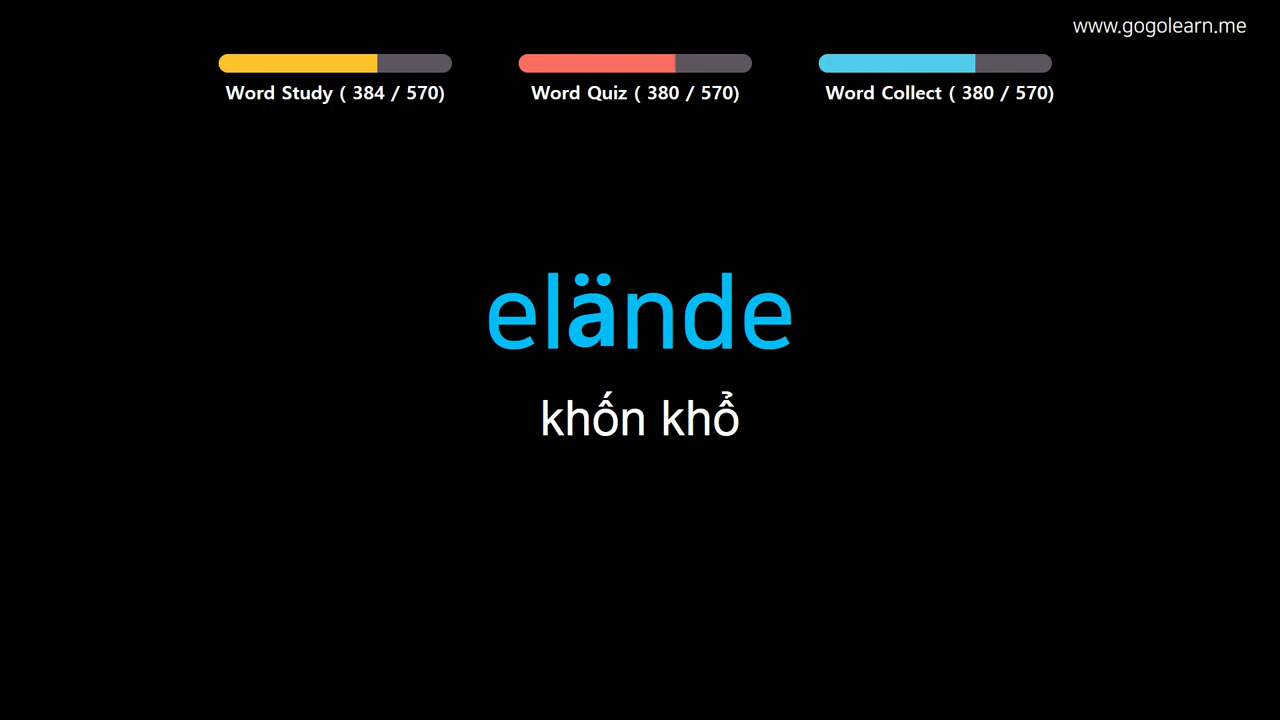 www.gogolearn.me
Word Study ( 384 / 570)
Word Quiz ( 380 / 570)
Word Collect ( 380 / 570)
elände
khốn khổ